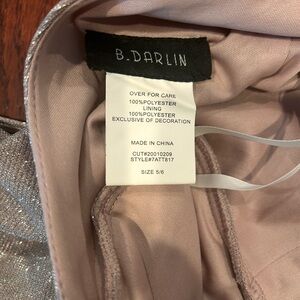 B.DARLIN
OVER FOR CARE
100%POLYESTER
LINING
100%POLYESTER
EXCLUSIVE OF DECORATION
MADE IN CHINA
CUT#20010209
STYLE#7ATT817
SIZE 5/6